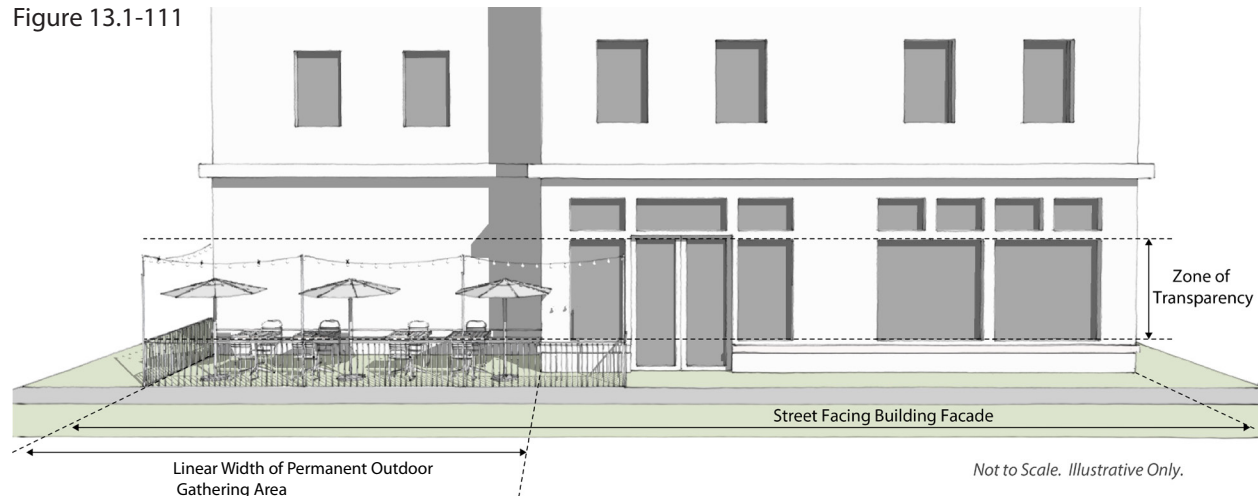 Figure 13.1-111
Zone of
Transparency
Street Facing Building Facade
Linear Width of Permanent Outdoor
Gathering Area
Not to Scale. Illustrative Only.